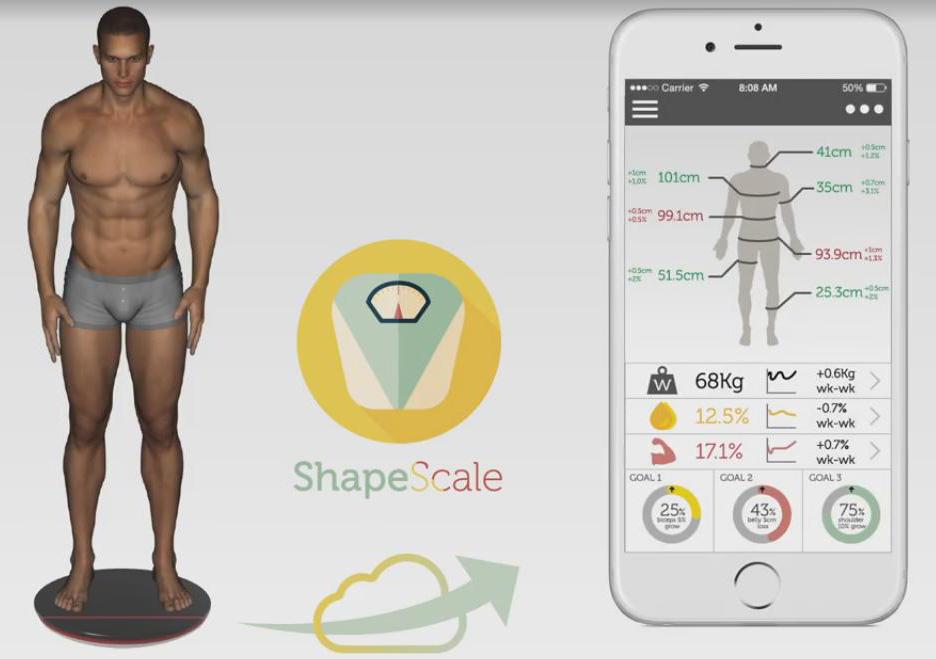 W
ShapeScale
Carrier
8:08 AM
50%
41cm
+0.5cm
+1.2%
+1cm
+1.0%
101cm
35cm
+0.7cm
+3.1%
+0.5cm
+0.5%
99.1cm
93.9cm
+1cm
+1.3%
+0.5cm
+2%
51.5cm
25.3cm
+0.5cm
+2%
68Kg
+0.6Kg
wk-wk
12.5%
-0.7%
wk-wk
17.1%
+0.7%
wk-wk
GOAL 1
GOAL 2
GOAL 3
25%
biceps 5%
grow
43%
belly 5cm
loss
75%
shoulder
10% grow